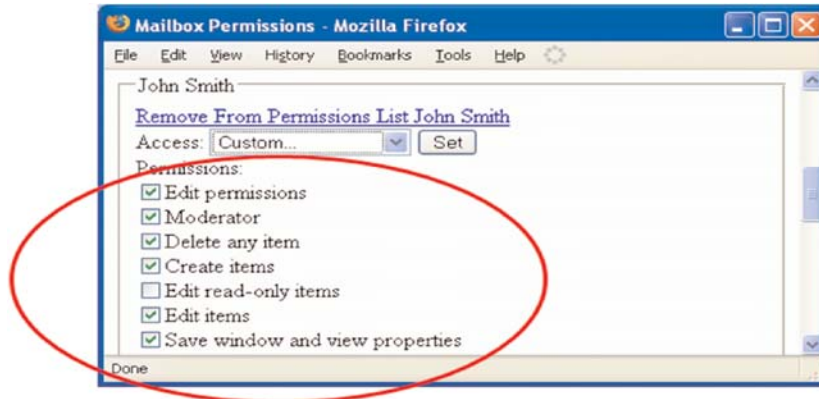 Mailbox Permissions - Mozilla Firefox
File Edit View History Bookmarks Tools Help
John Smith
Remove From Permissions List John Smith
Access: Custom... Set
Permissions:
Edit permissions
Moderator
Delete any item
Create items
Edit read-only items
Edit items
Save window and view properties
Done